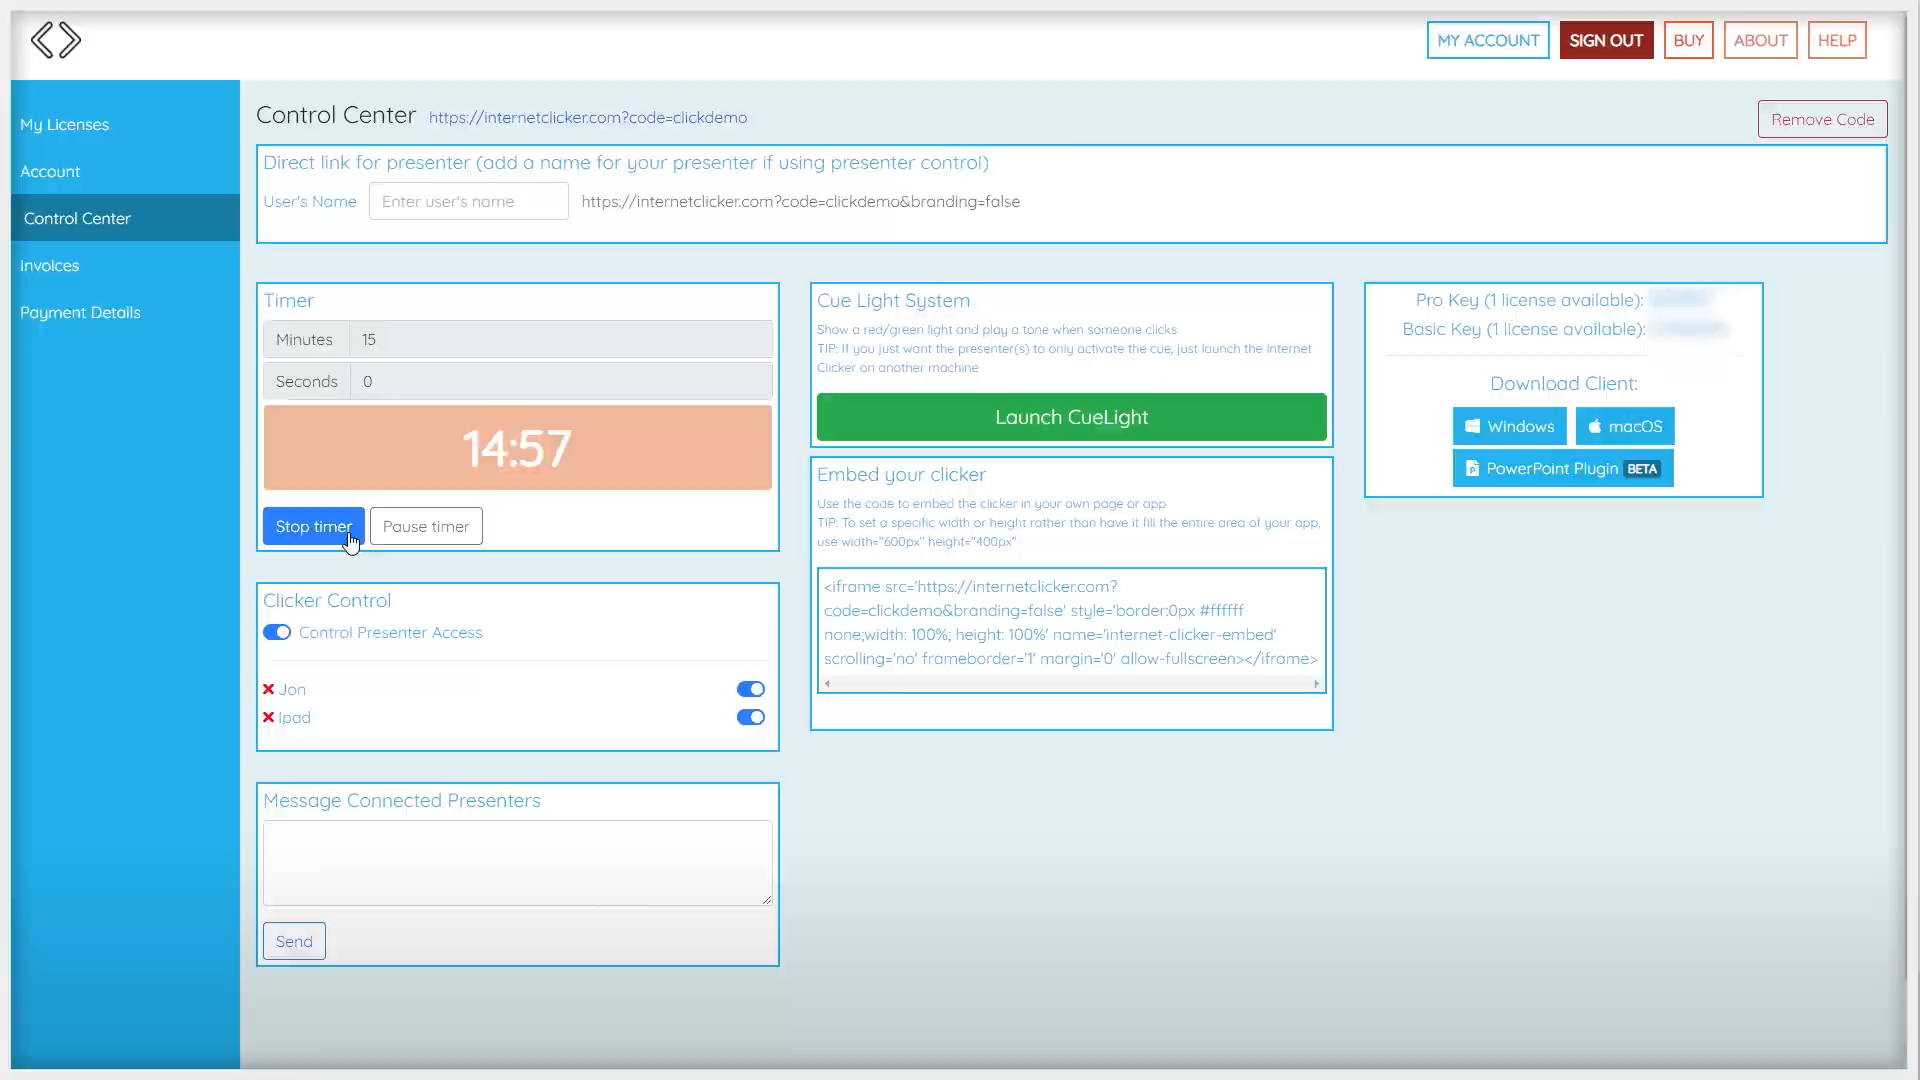 MY ACCOUNT
SIGN OUT
BUY
ABOUT
HELP
My Licenses
Account
Control Center
Invoices
Payment Details
Control Center https://internetclicker.com?code=clickdemo
Remove Code
Direct link for presenter (add a name for your presenter if using presenter control)
User's Name Enter user's name https://internetclicker.com?code=clickdemo&branding=false
Timer
Minutes 15
Seconds 0
14:57
Stop timer Pause timer
Clicker Control
Control Presenter Access
Jon
Ipad
Message Connected Presenters
Send
Cue Light System
Show a red/green light and play a tone when someone clicks
TIP: If you just want the presenter(s) to only activate the cue, just launch the Internet
Clicker on another machine
Launch CueLight
Embed your clicker
Use the code to embed the clicker in your own page or app
TIP: To set a specific width or height rather than have it fill the entire area of your app,
use width="600px" height="400px"
<iframe src='https://internetclicker.com?
code=clickdemo&branding=false' style='border:0px #ffffff
none;width: 100%; height: 100%' name='internet-clicker-embed'
scrolling='no' frameborder='1' margin='0' allow-fullscreen></iframe>
Pro Key (1 license available):
Basic Key (1 license available):
Download Client:
Windows
macOS
PowerPoint Plugin BETA